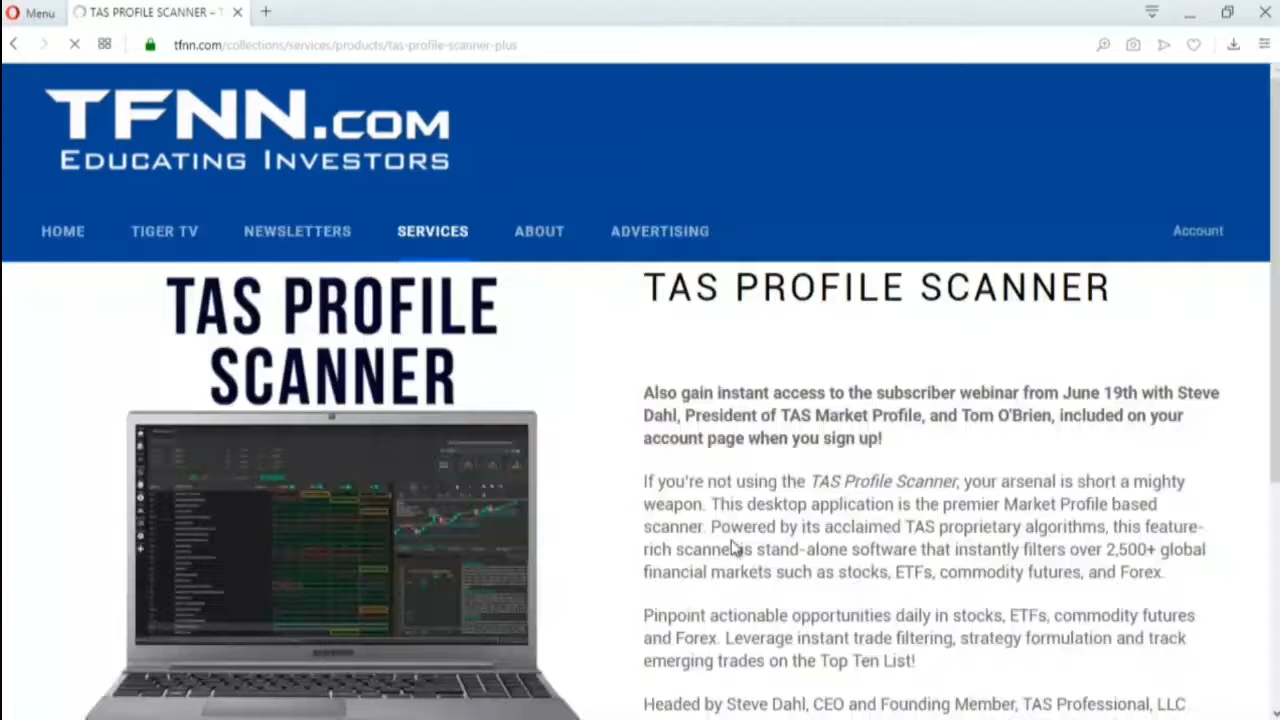 Menu
TAS PROFILE SCANNER – T
tfnn.com/collections/services/products/tas-profile-scanner-plus
TFNN.COM
EDUCATING INVESTORS
HOME
TIGER TV
NEWSLETTERS
SERVICES
ABOUT
ADVERTISING
Account
TAS PROFILE
SCANNER
TAS PROFILE SCANNER
Also gain instant access to the subscriber webinar from June 19th with Steve
Dahl, President of TAS Market Profile, and Tom O'Brien, included on your
account page when you sign up!
If you're not using the TAS Profile Scanner, your arsenal is short a mighty
weapon. This desktop application is the premier Market Profile based
scanner. Powered by its acclaimed TAS proprietary algorithms, this feature-
rich scanner is stand-alone software that instantly filters over 2,500+ global
financial markets such as stocks, ETFs, commodity futures, and Forex.
Pinpoint actionable opportunities daily in stocks, ETFs, commodity futures
and Forex. Leverage instant trade filtering, strategy formulation and track
emerging trades on the Top Ten List!
Headed by Steve Dahl, CEO and Founding Member, TAS Professional, LLC